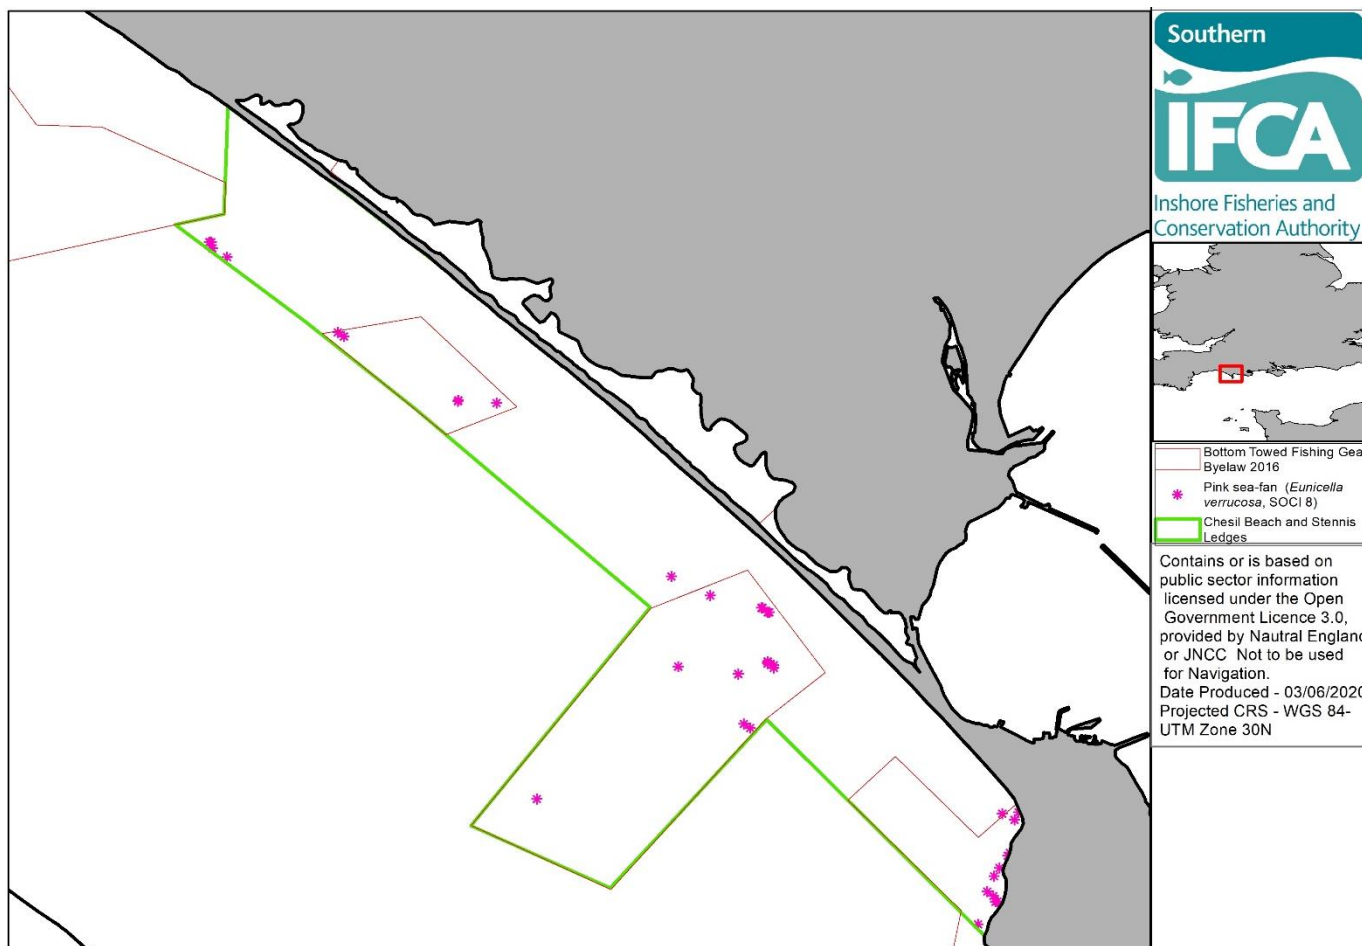 Southern
IFCA
Inshore Fisheries and
Conservation Authority
Bottom Towed Fishing Gea
Byelaw 2016
Pink sea-fan (Eunicella
verrucosa, SOCI 8)
Chesil Beach and Stennis
Ledges
Contains or is based on
public sector information
licensed under the Open
Government Licence 3.0,
provided by Nautral England
or JNCC Not to be used
for Navigation.
Date Produced - 03/06/2020
Projected CRS - WGS 84-
UTM Zone 30N